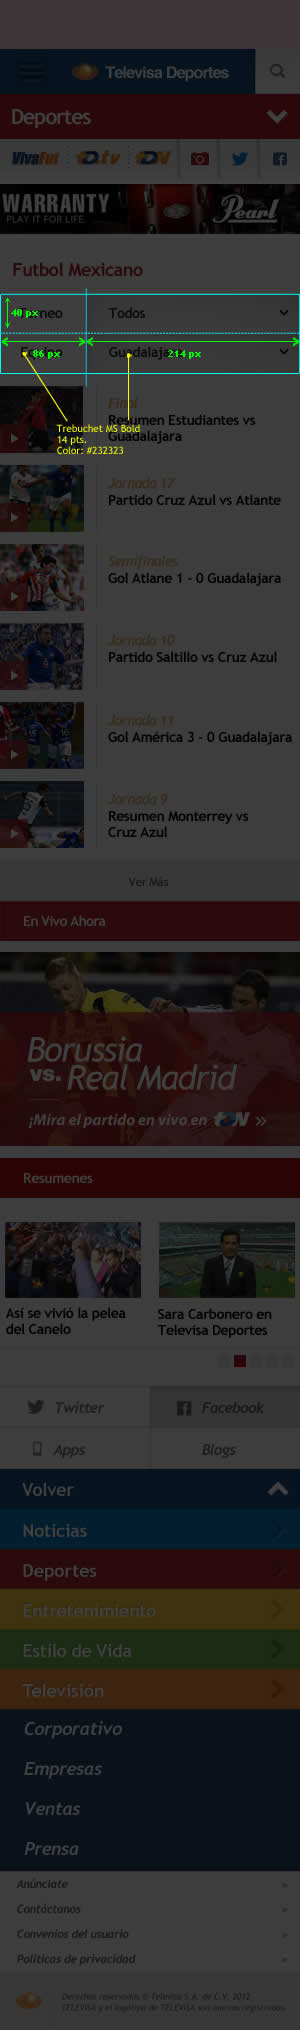 Televisa Deportes
Deportes
VivaFut
TD.tv
TDN
WARRANTY
PLAY IT FOR LIFE.
Pearl
Futbol Mexicano
40 px
Todos
86 px
214 px
Trebuchet MS Bold
14 pts.
Color: #232323
Final
Resumen Estudiantes vs
Guadalajara
Jornada 17
Partido Cruz Azul vs Atlante
Semifinales
Gol Atlane 1 - 0 Guadalajara
Jornada 10
Partido Saltillo vs Cruz Azul
Jornada 11
Gol América 3 - 0 Guadalajara
Jornada 9
Resumen Monterrey vs
Cruz Azul
Ver Más
En Vivo Ahora
Borussia
vs. Real Madrid
¡Mira el partido en vivo en TDN »
Resumenes
Así se vivió la pelea
del Canelo
Sara Carbonero en
Televisa Deportes
Twitter
Facebook
Apps
Blogs
Volver
Noticias
Deportes
Entretenimiento
Estilo de Vida
Televisión
Corporativo
Empresas
Ventas
Prensa
Anúnciate
Contáctanos
Convenios del usuario
Políticas de privacidad
Derechos reservados © Televisa S.A. de C.V. 2012
TELEVISA y el logotipo de TELEVISA son marcas registradas.